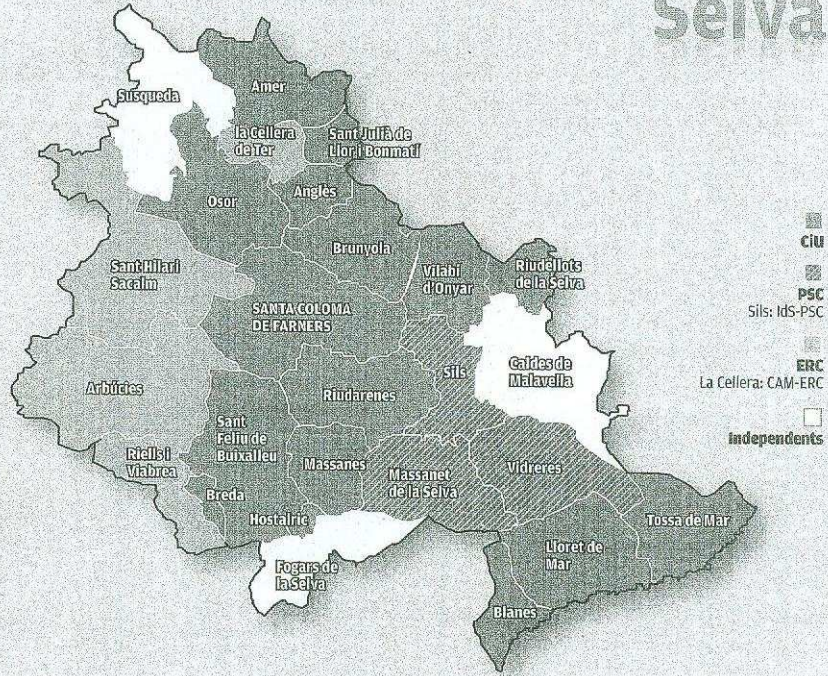 Selva
Susqueda
Amer
la Cellera
de Ter
Sant Julià de
Llor i Bonmatí
Anglès
Osor
Brunyola
Vilabí
d'Onyar
Riudellots
de la Selva
Sant Hilari
Sacalm
SANTA COLOMA
DE FARNERS
Sils
Caldes de
Malavella
Arbúcies
Riudarenes
Sant
Feliu de
Buixalleu
Riells i
Viabrea
Massanes
Massanet
de la Selva
Vidreres
Breda
Hostalric
Tossa de Mar
Fogars de
la Selva
Lloret de
Mar
Blanes
CiU
PSC
Sils: IdS-PSC
ERC
La Cellera: CAM-ERC
Independents